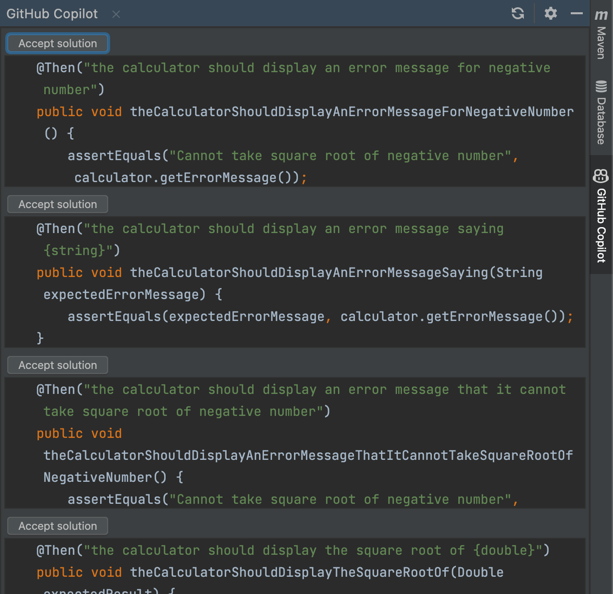 GitHub Copilot
Accept solution
@Then("the calculator should display an error message for negative
number")
public void theCalculatorShouldDisplayAnErrorMessageForNegativeNumber
() {
assertEquals("Cannot take square root of negative number",
calculator.getErrorMessage());
Accept solution
@Then("the calculator should display an error message saying
{string}")
public void theCalculatorShouldDisplayAnErrorMessageSaying(String
expectedErrorMessage) {
assertEquals(expectedErrorMessage, calculator.getErrorMessage());
}
Accept solution
@Then("the calculator should display an error message that it cannot
take square root of negative number")
public void
theCalculatorShouldDisplayAnErrorMessageThatItCannotTakeSquareRootOf
NegativeNumber() {
assertEquals("Cannot take square root of negative number",
Accept solution
@Then("the calculator should display the square root of {double}")
public void theCalculatorShouldDisplayTheSquareRootOf(Double
expectedResult) {
m
Maven
Database
GitHub Copilot